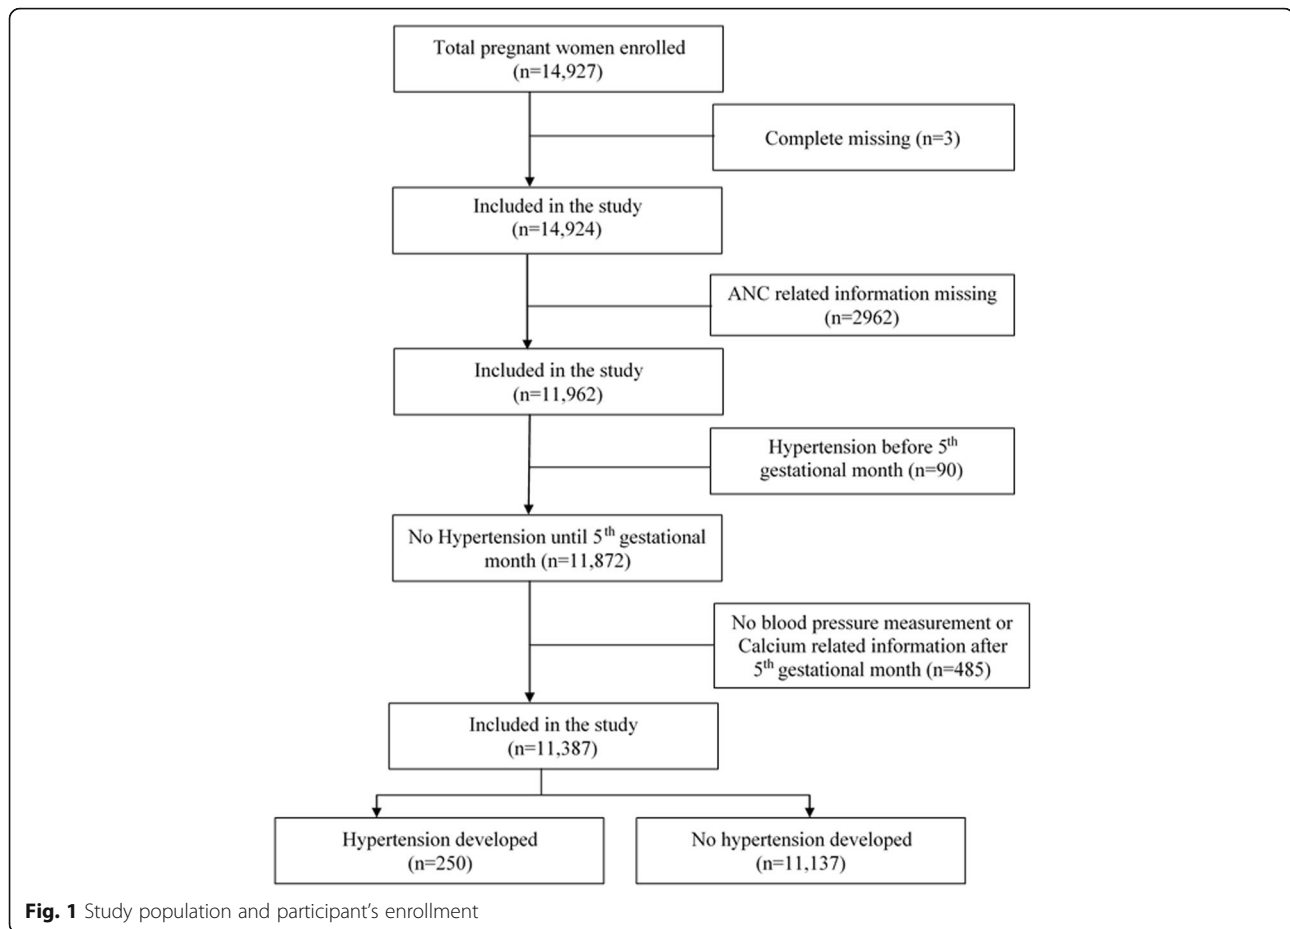 Total pregnant women enrolled
(n=14,927)
Complete missing (n=3)
Included in the study
(n=14,924)
ANC related information missing
(n=2962)
Included in the study
(n=11,962)
Hypertension before 5th
gestational month (n=90)
No Hypertension until 5th gestational
month (n=11,872)
No blood pressure measurement or
Calcium related information after
5th gestational month (n=485)
Included in the study
(n=11,387)
Hypertension developed
(n=250)
No hypertension developed
(n=11,137)
Fig. 1 Study population and participant's enrollment